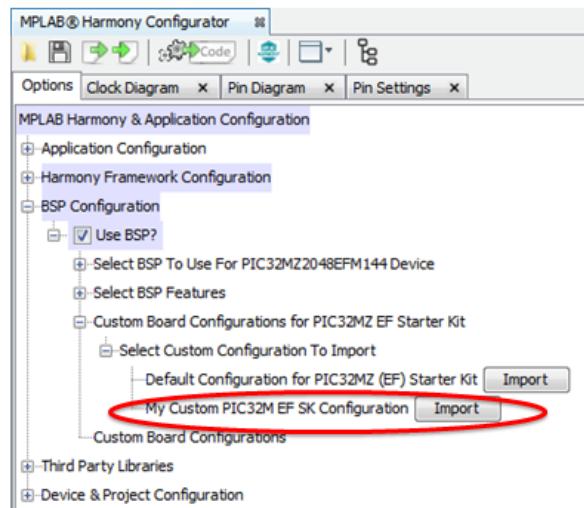 MPLAB® Harmony Configurator
Code
Options Clock Diagram Pin Diagram Pin Settings
MPLAB Harmony & Application Configuration
Application Configuration
Harmony Framework Configuration
BSP Configuration
Use BSP?
Select BSP To Use For PIC32MZ2048EFM144 Device
Select BSP Features
Custom Board Configurations for PIC32MZ EF Starter Kit
Select Custom Configuration To Import
Default Configuration for PIC32MZ (EF) Starter Kit Import
My Custom PIC32M EF SK Configuration Import
Custom Board Configurations
Third Party Libraries
Device & Project Configuration